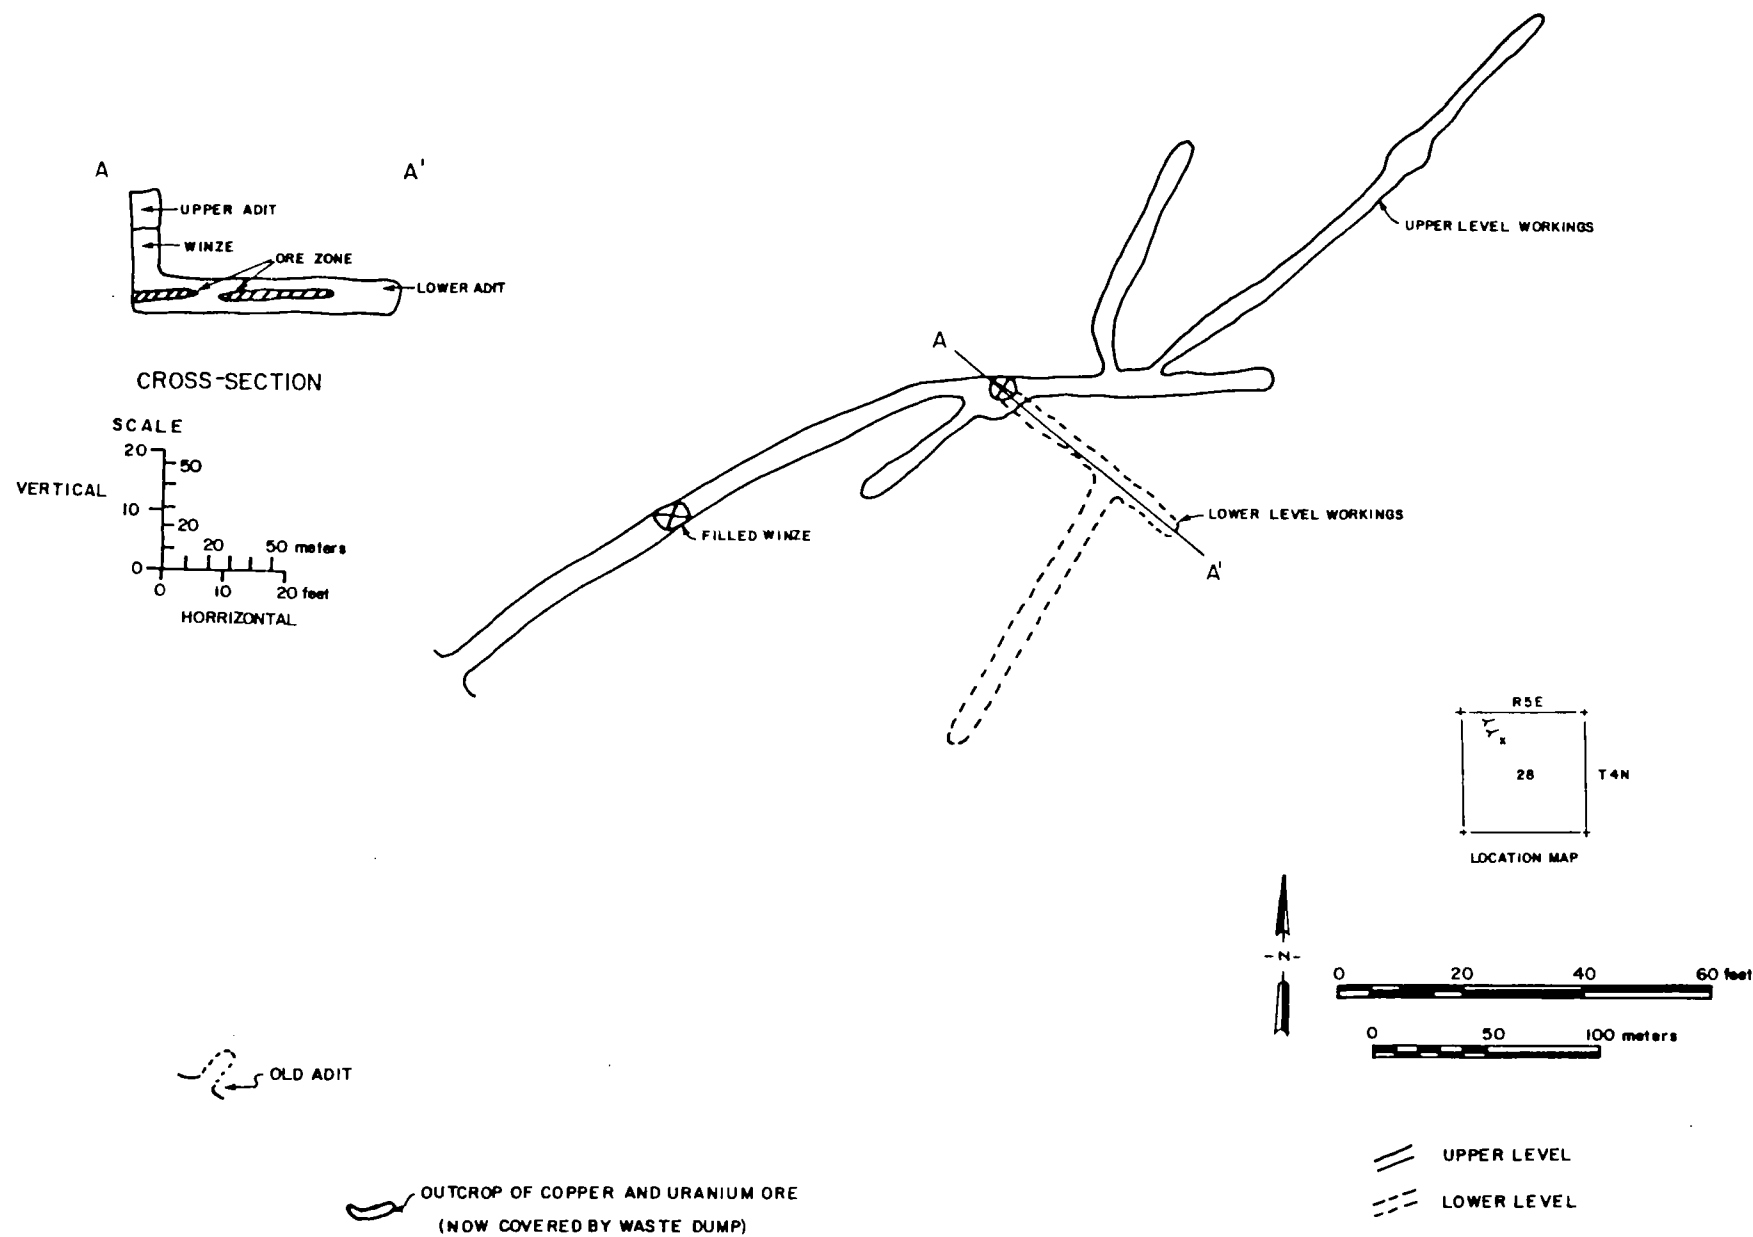 A A'
UPPER ADIT
WINZE
ORE ZONE
LOWER ADIT
CROSS-SECTION
SCALE
20
50
VERTICAL
10
20
20 50 meters
0
0 10 20 feet
HORRIZONTAL
UPPER LEVEL WORKINGS
A
FILLED WINZE
LOWER LEVEL WORKINGS
A'
R5E
28
T4N
LOCATION MAP
-N-
0 20 40 60 feet
0 50 100 meters
OLD ADIT
UPPER LEVEL
LOWER LEVEL
OUTCROP OF COPPER AND URANIUM ORE
(NOW COVERED BY WASTE DUMP)